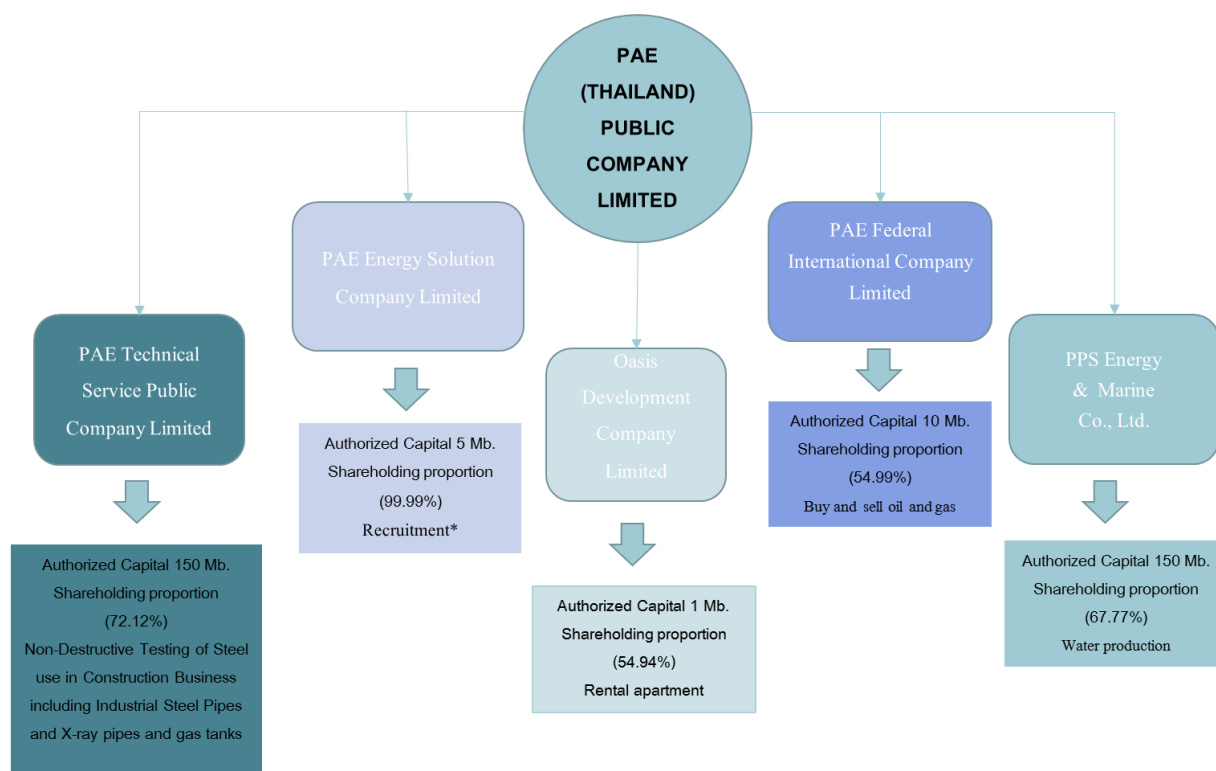 PAE
(THAILAND)
PUBLIC
COMPANY
LIMITED
PAE Technical
Service Public
Company Limited
Authorized Capital 150 Mb.
Shareholding proportion
(72.12%)
Non-Destructive Testing of Steel
use in Construction Business
including Industrial Steel Pipes
and X-ray pipes and gas tanks
PAE Energy Solution
Company Limited
Authorized Capital 5 Mb.
Shareholding proportion
(99.99%)
Recruitment*
Oasis
Development
Company
Limited
Authorized Capital 1 Mb.
Shareholding proportion
(54.94%)
Rental apartment
PAE Federal
International Company
Limited
Authorized Capital 10 Mb.
Shareholding proportion
(54.99%)
Buy and sell oil and gas
PPS Energy
& Marine
Co., Ltd.
Authorized Capital 150 Mb.
Shareholding proportion
(67.77%)
Water production